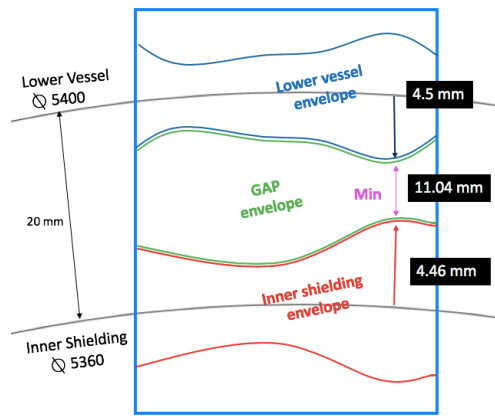 Lower Vessel
∅ 5400
Lower vessel
envelope
4.5 mm
20 mm
GAP
envelope
Min
11.04 mm
4.46 mm
Inner shielding
envelope
Inner Shielding
∅ 5360